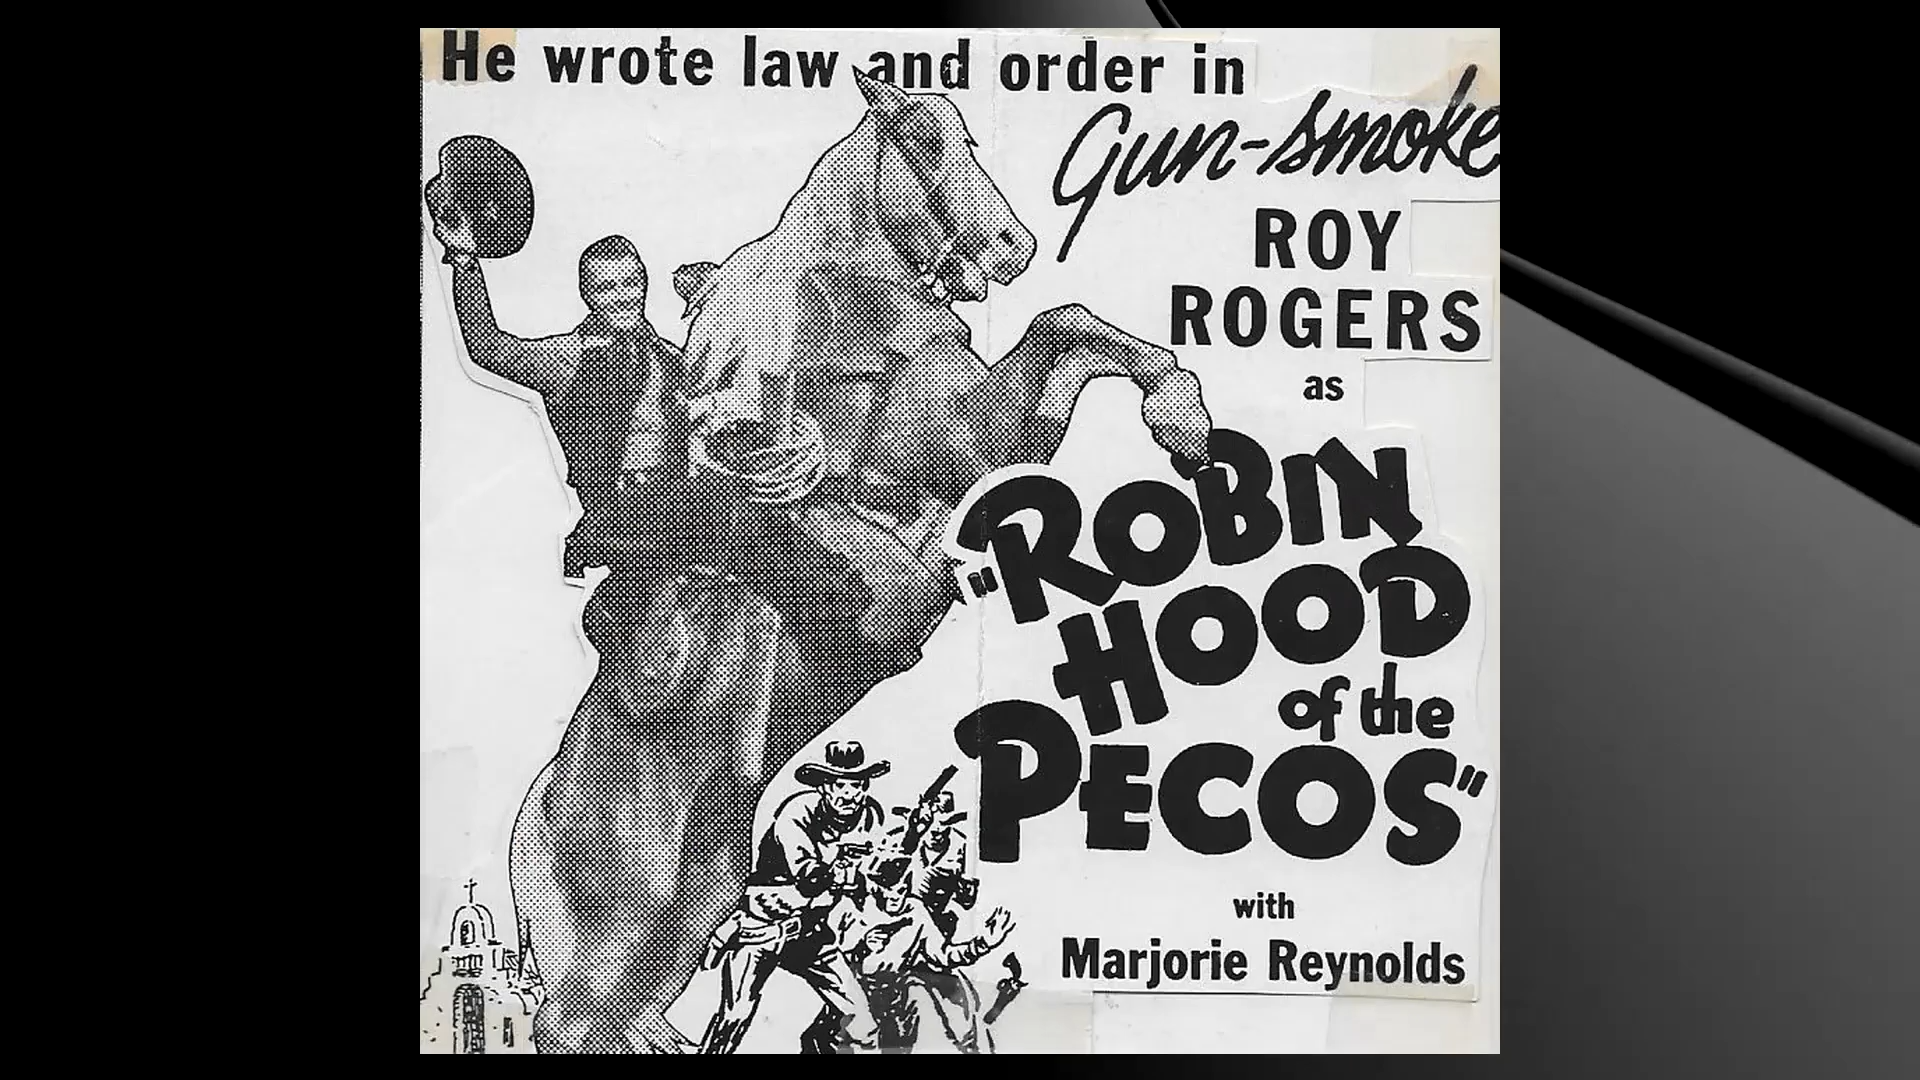 He wrote law and order in
Gun-smoke
ROY
ROGERS
as
"ROBIN
HOOD
of the
PECOS"
with
Marjorie Reynolds